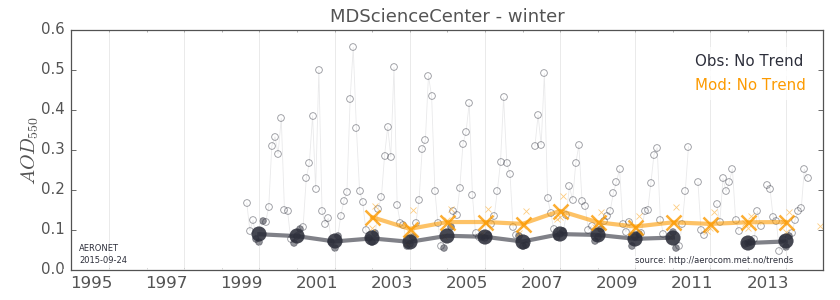 MDScienceCenter - winter
0.6
0.5
0.4
0.3
0.2
0.1
0.0
AOD550
Obs: No Trend
Mod: No Trend
AERONET
2015-09-24
source: http://aerocom.met.no/trends
1995 1997 1999 2001 2003 2005 2007 2009 2011 2013